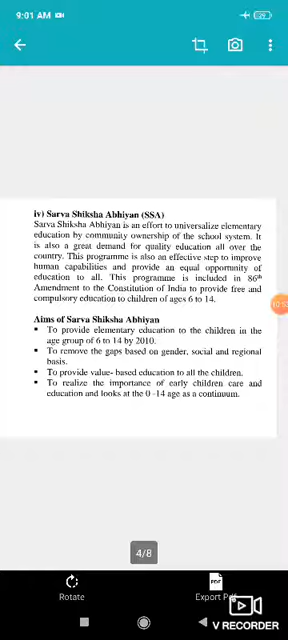 9:01 AM
29
iv) Sarva Shiksha Abhiyan (SSA)
Sarva Shiksha Abhiyan is an effort to universalize elementary
education by community ownership of the school system. It
is also a great demand for quality education all over the
country. This programme is also an effective step to improve
human capabilities and provide an equal opportunity of
education to all. This programme is included in 86th
Amendment to the Constitution of India to provide free and
compulsory education to children of ages 6 to 14.
Aims of Sarva Shiksha Abhiyan
▪ To provide elementary education to the children in the
age group of 6 to 14 by 2010.
▪ To remove the gaps based on gender, social and regional
basis.
▪ To provide value- based education to all the children.
▪ To realize the importance of early children care and
education and looks at the 0 -14 age as a continuum.
4/8
Rotate
PDF
Export Pdf
V RECORDER